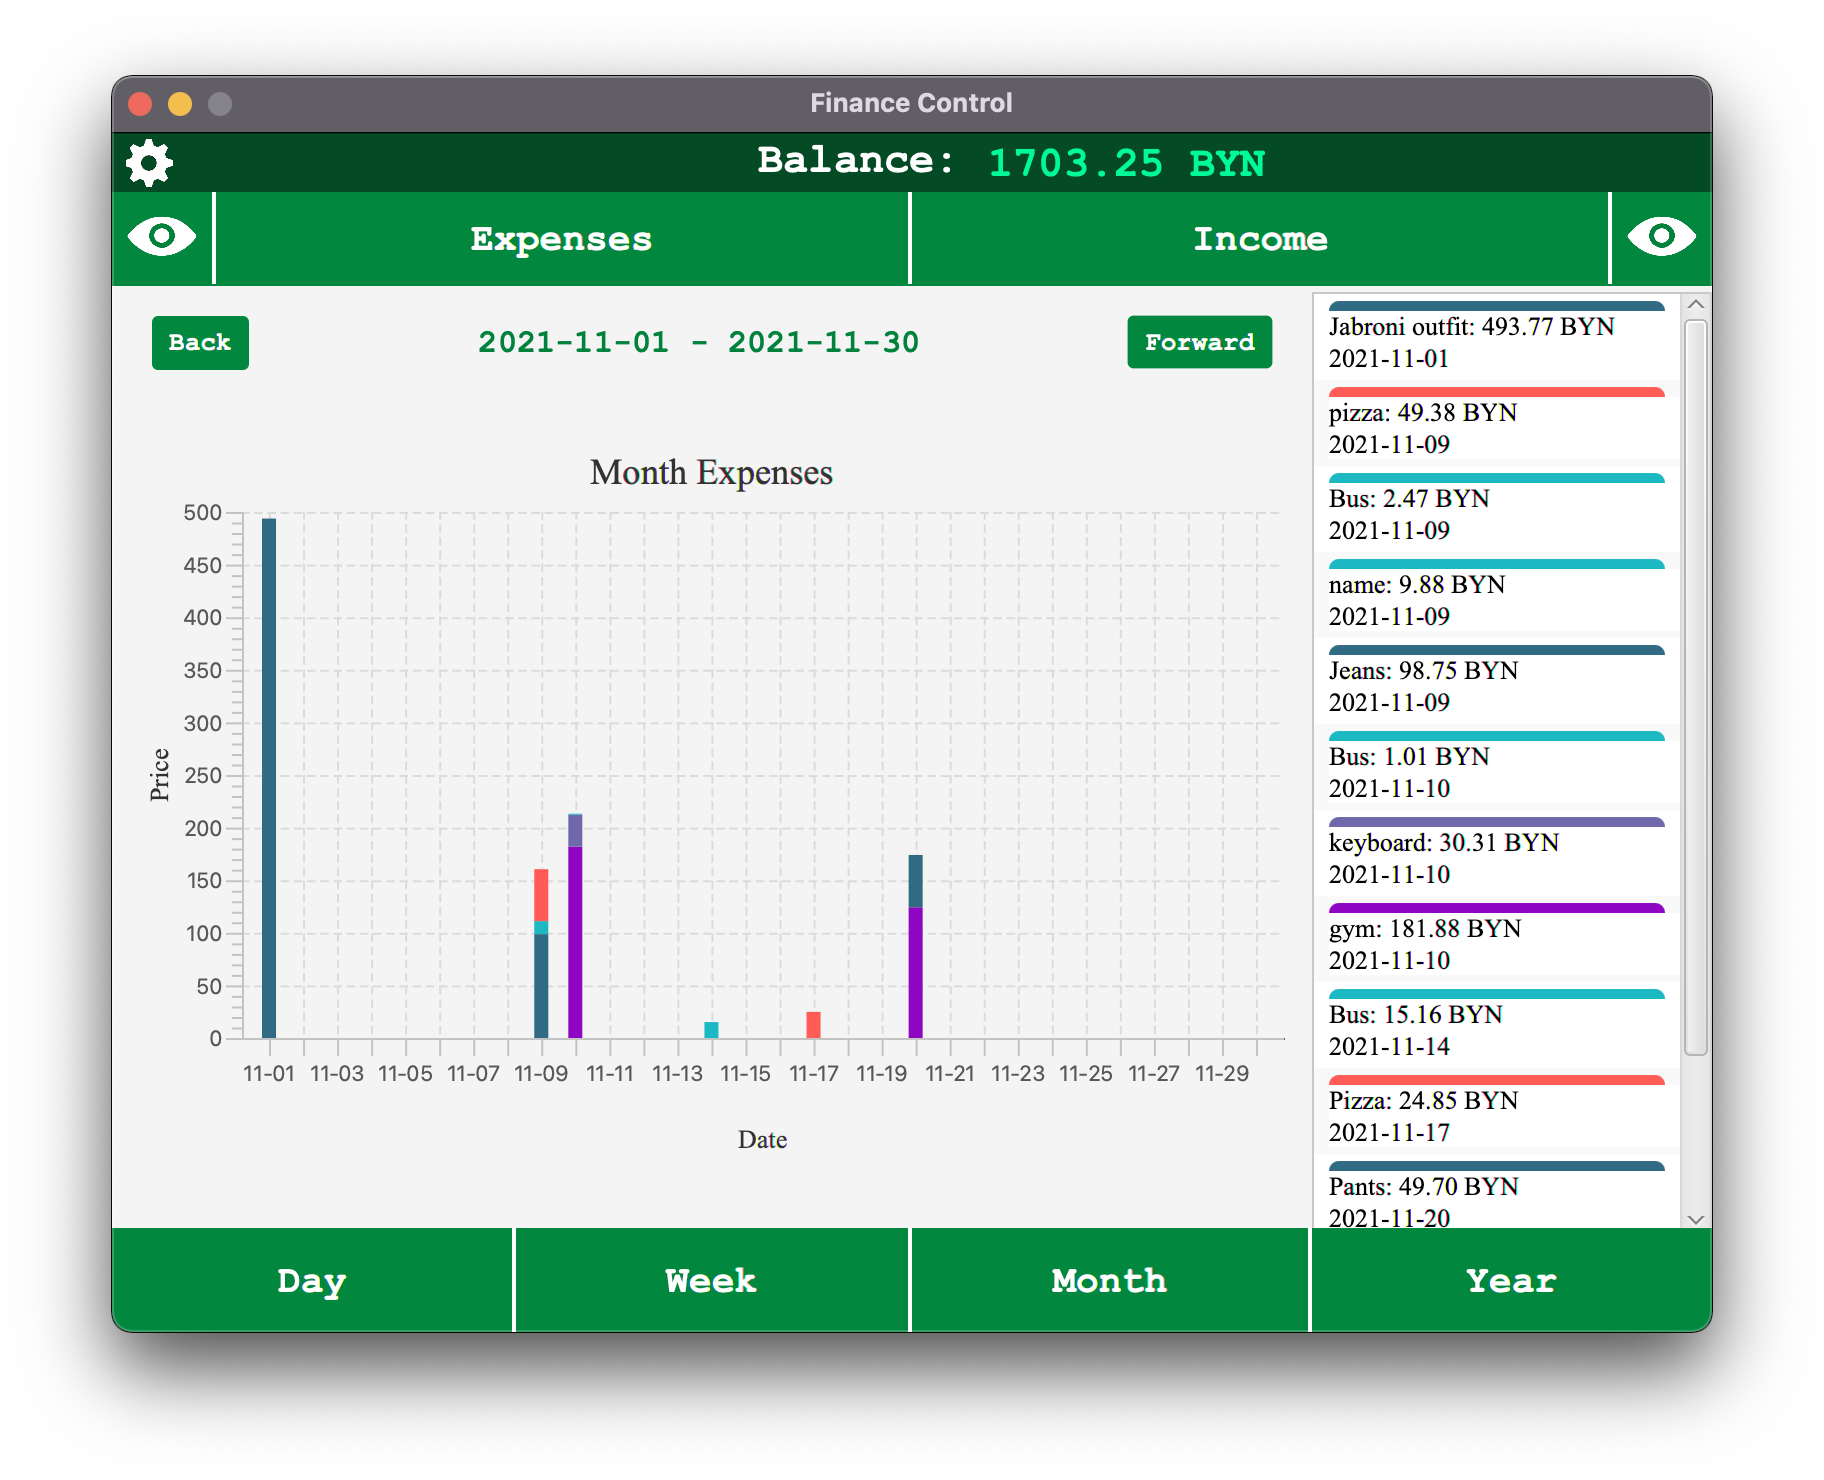 Finance Control
Balance: 1703.25 BYN
Expenses
Income
Back
2021-11-01 - 2021-11-30
Forward
Month Expenses
500
450
400
350
300
250
200
150
100
50
0
Price
11-01 11-03 11-05 11-07 11-09 11-11 11-13 11-15 11-17 11-19 11-21 11-23 11-25 11-27 11-29
Date
Jabroni outfit: 493.77 BYN
2021-11-01
pizza: 49.38 BYN
2021-11-09
Bus: 2.47 BYN
2021-11-09
name: 9.88 BYN
2021-11-09
Jeans: 98.75 BYN
2021-11-09
Bus: 1.01 BYN
2021-11-10
keyboard: 30.31 BYN
2021-11-10
gym: 181.88 BYN
2021-11-10
Bus: 15.16 BYN
2021-11-14
Pizza: 24.85 BYN
2021-11-17
Pants: 49.70 BYN
2021-11-20
Day
Week
Month
Year